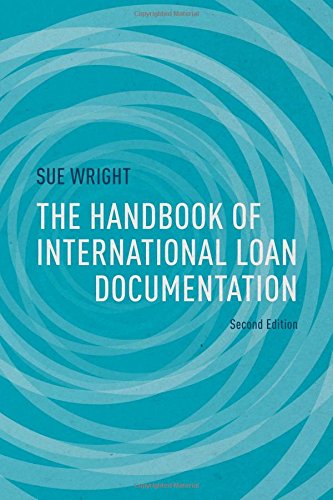 SUE WRIGHT
THE HANDBOOK OF
INTERNATIONAL LOAN
DOCUMENTATION
Second Edition